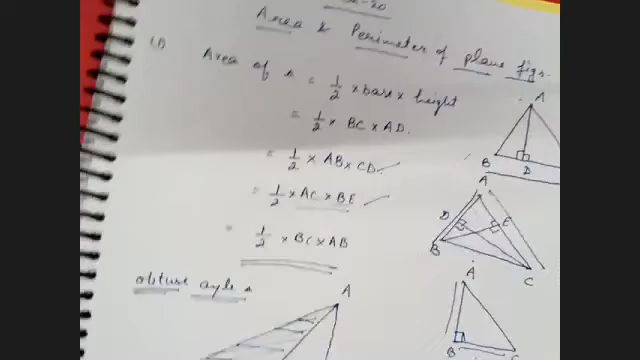 Area & Perimeter of plane figs.
(1) Area of Δ = 1/2 × base × height
= 1/2 × BC × AD.
= 1/2 × AB × CD
= 1/2 × AC × BE
= 1/2 × BC × AB
obtuse angle Δ
A
B
D
A
D
E
B
C
A
B
C
A